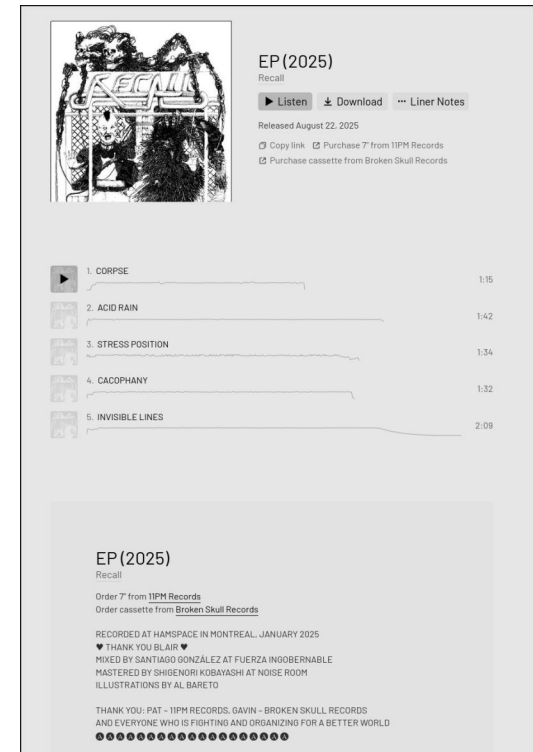 RECALL
EP (2025)
Recall
Listen Download Liner Notes
Released August 22, 2025
Copy link Purchase 7" from 11PM Records
Purchase cassette from Broken Skull Records
1. CORPSE
1:15
2. ACID RAIN
1:42
3. STRESS POSITION
1:34
4. CACOPHANY
1:32
5. INVISIBLE LINES
2:09
EP (2025)
Recall
Order 7" from 11PM Records
Order cassette from Broken Skull Records
RECORDED AT HAMSPACE IN MONTREAL, JANUARY 2025
♥ THANK YOU BLAIR ♥
MIXED BY SANTIAGO GONZÁLEZ AT FUERZA INGOBERNABLE
MASTERED BY SHIGENORI KOBAYASHI AT NOISE ROOM
ILLUSTRATIONS BY AL BARETO
THANK YOU: PAT – 11PM RECORDS, GAVIN – BROKEN SKULL RECORDS
AND EVERYONE WHO IS FIGHTING AND ORGANIZING FOR A BETTER WORLD